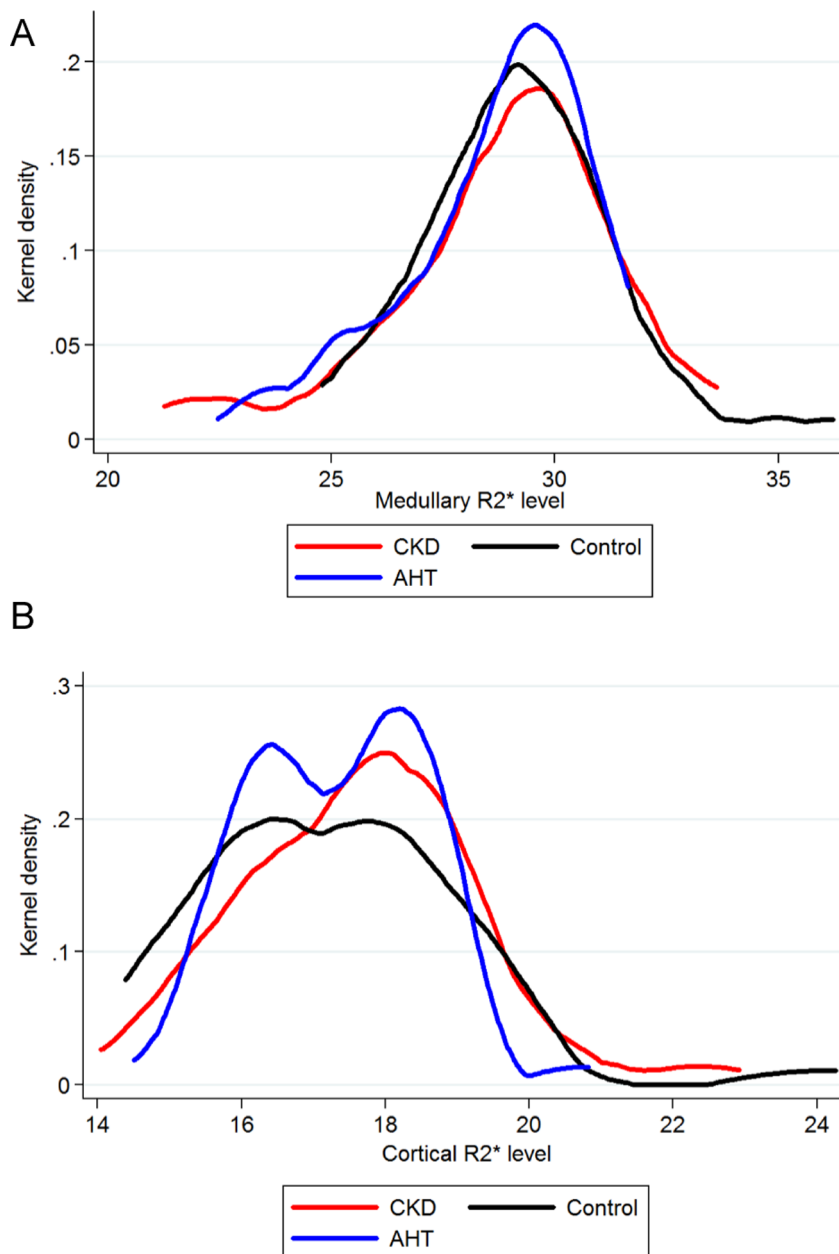 A
Kernel density
.2
.15
.1
.05
0
20 25 30 35
Medullary R2* level
CKD Control
AHT
B
Kernel density
.3
.2
.1
0
14 16 18 20 22 24
Cortical R2* level
CKD Control
AHT